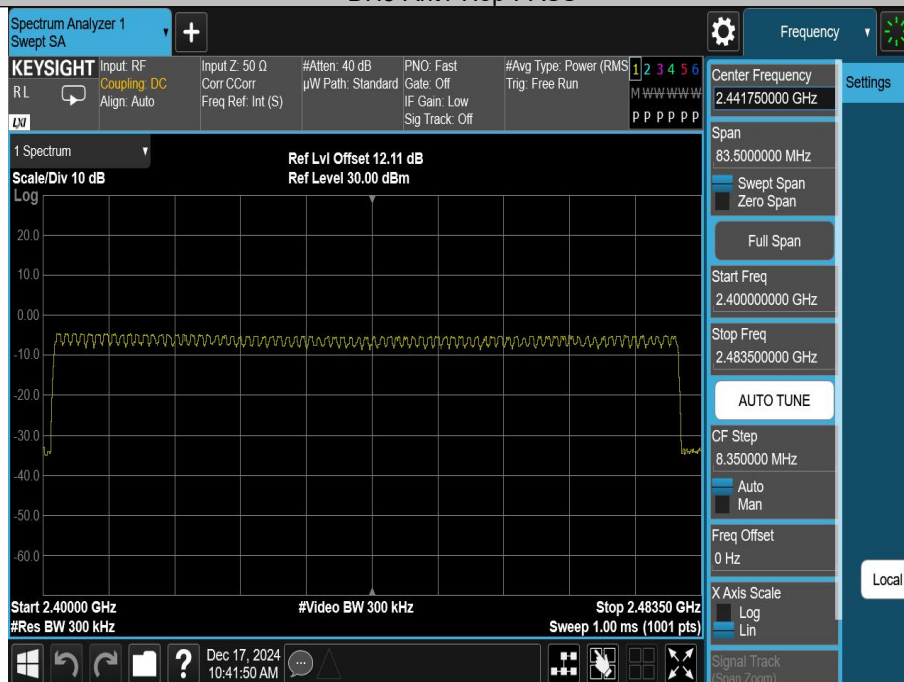 Spectrum Analyzer 1
Swept SA
+
Frequency
KEYSIGHT
RL
LXI
Input: RF
Coupling: DC
Align: Auto
Input Z: 50 Ω
Corr CCorr
Freq Ref: Int (S)
#Atten: 40 dB
µW Path: Standard
PNO: Fast
Gate: Off
IF Gain: Low
Sig Track: Off
#Avg Type: Power (RMS
Trig: Free Run
1 2 3 4 5 6
M W W W W W
P P P P P P
1 Spectrum
Scale/Div 10 dB
Ref Lvl Offset 12.11 dB
Ref Level 30.00 dBm
Log
20.0
10.0
0.00
-10.0
-20.0
-30.0
-40.0
-50.0
-60.0
Start 2.40000 GHz
#Res BW 300 kHz
#Video BW 300 kHz
Stop 2.48350 GHz
Sweep 1.00 ms (1001 pts)
?
Dec 17, 2024
10:41:50 AM
Center Frequency
2.441750000 GHz
Span
83.5000000 MHz
Swept Span
Zero Span
Full Span
Start Freq
2.400000000 GHz
Stop Freq
2.483500000 GHz
AUTO TUNE
CF Step
8.350000 MHz
Auto
Man
Freq Offset
0 Hz
X Axis Scale
Log
Lin
Signal Track
(Span Zoom)
Settings
Local